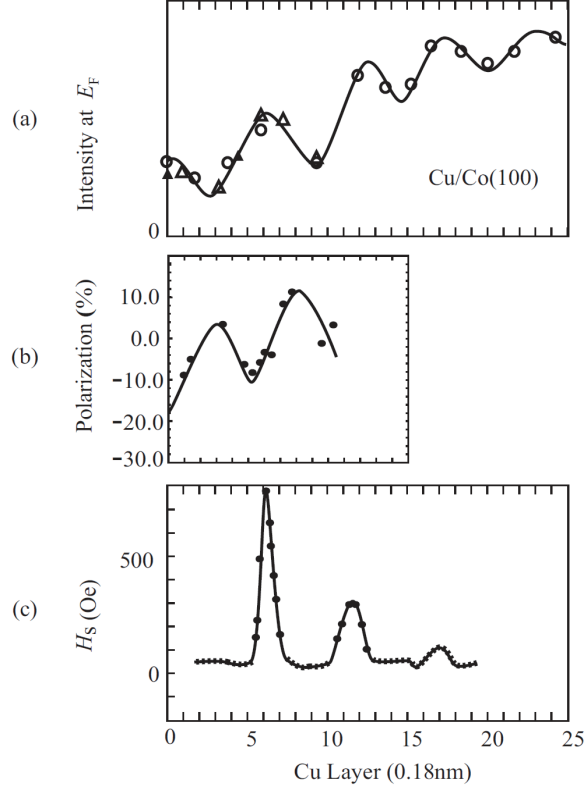 (a)
Intensity at E_F
0
Cu/Co(100)
(b)
Polarization (%)
10.0
0.0
−10.0
−20.0
−30.0
(c)
H_S (Oe)
500
0
0 5 10 15 20 25
Cu Layer (0.18nm)